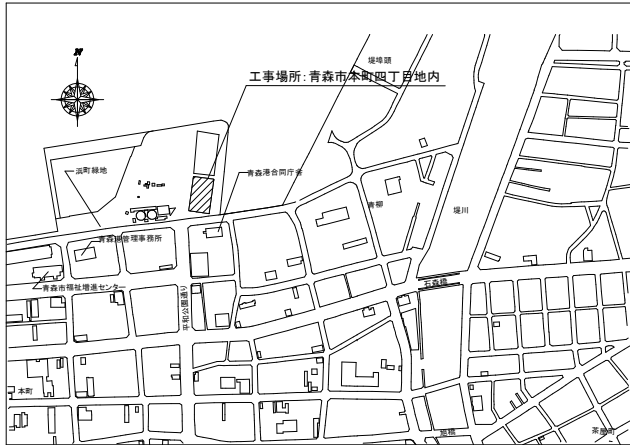 N
堤埠頭
工事場所:青森市本町四丁目地内
浜町緑地
青森港合同庁舎
青柳
堤川
青森港管理事務所
石森橋
青森市福祉増進センター
平和公園通り
本町
旭橋
茶屋町